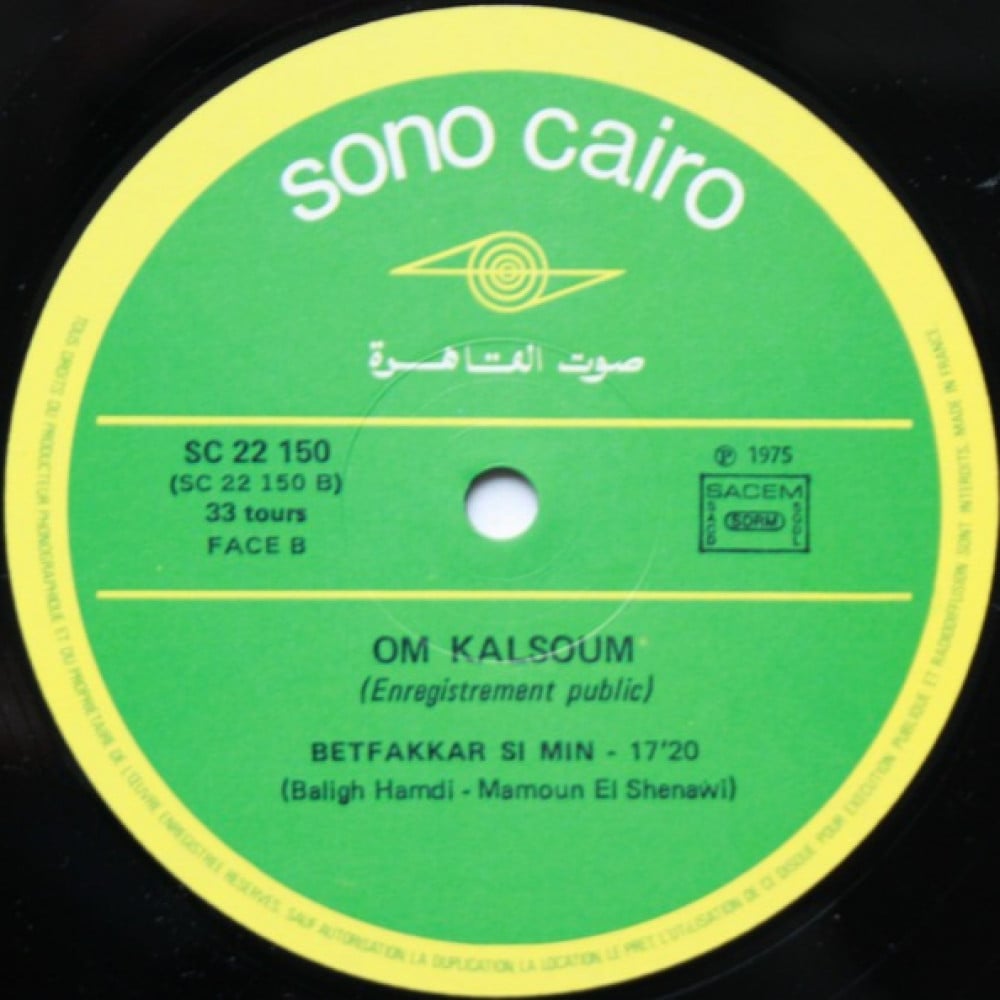 sono cairo
صوت القاهرة
SC 22 150
(SC 22 150 B)
33 tours
FACE B
℗ 1975
SACEM
SACD
SDRM
SGDL
OM KALSOUM
(Enregistrement public)
BETFAKKAR SI MIN - 17'20
(Baligh Hamdi - Mamoun El Shenawi)
TOUS DROITS DU PRODUCTEUR PHONOGRAPHIQUE ET DU PROPRIETAIRE DE L'ŒUVRE ENREGISTREE RESERVES. SAUF AUTORISATION, LA DUPLICATION, LA LOCATION, LE PRET, L'UTILISATION DE CE DISQUE POUR EXECUTION PUBLIQUE ET RADIODIFFUSION SONT INTERDITS. MADE IN FRANCE.